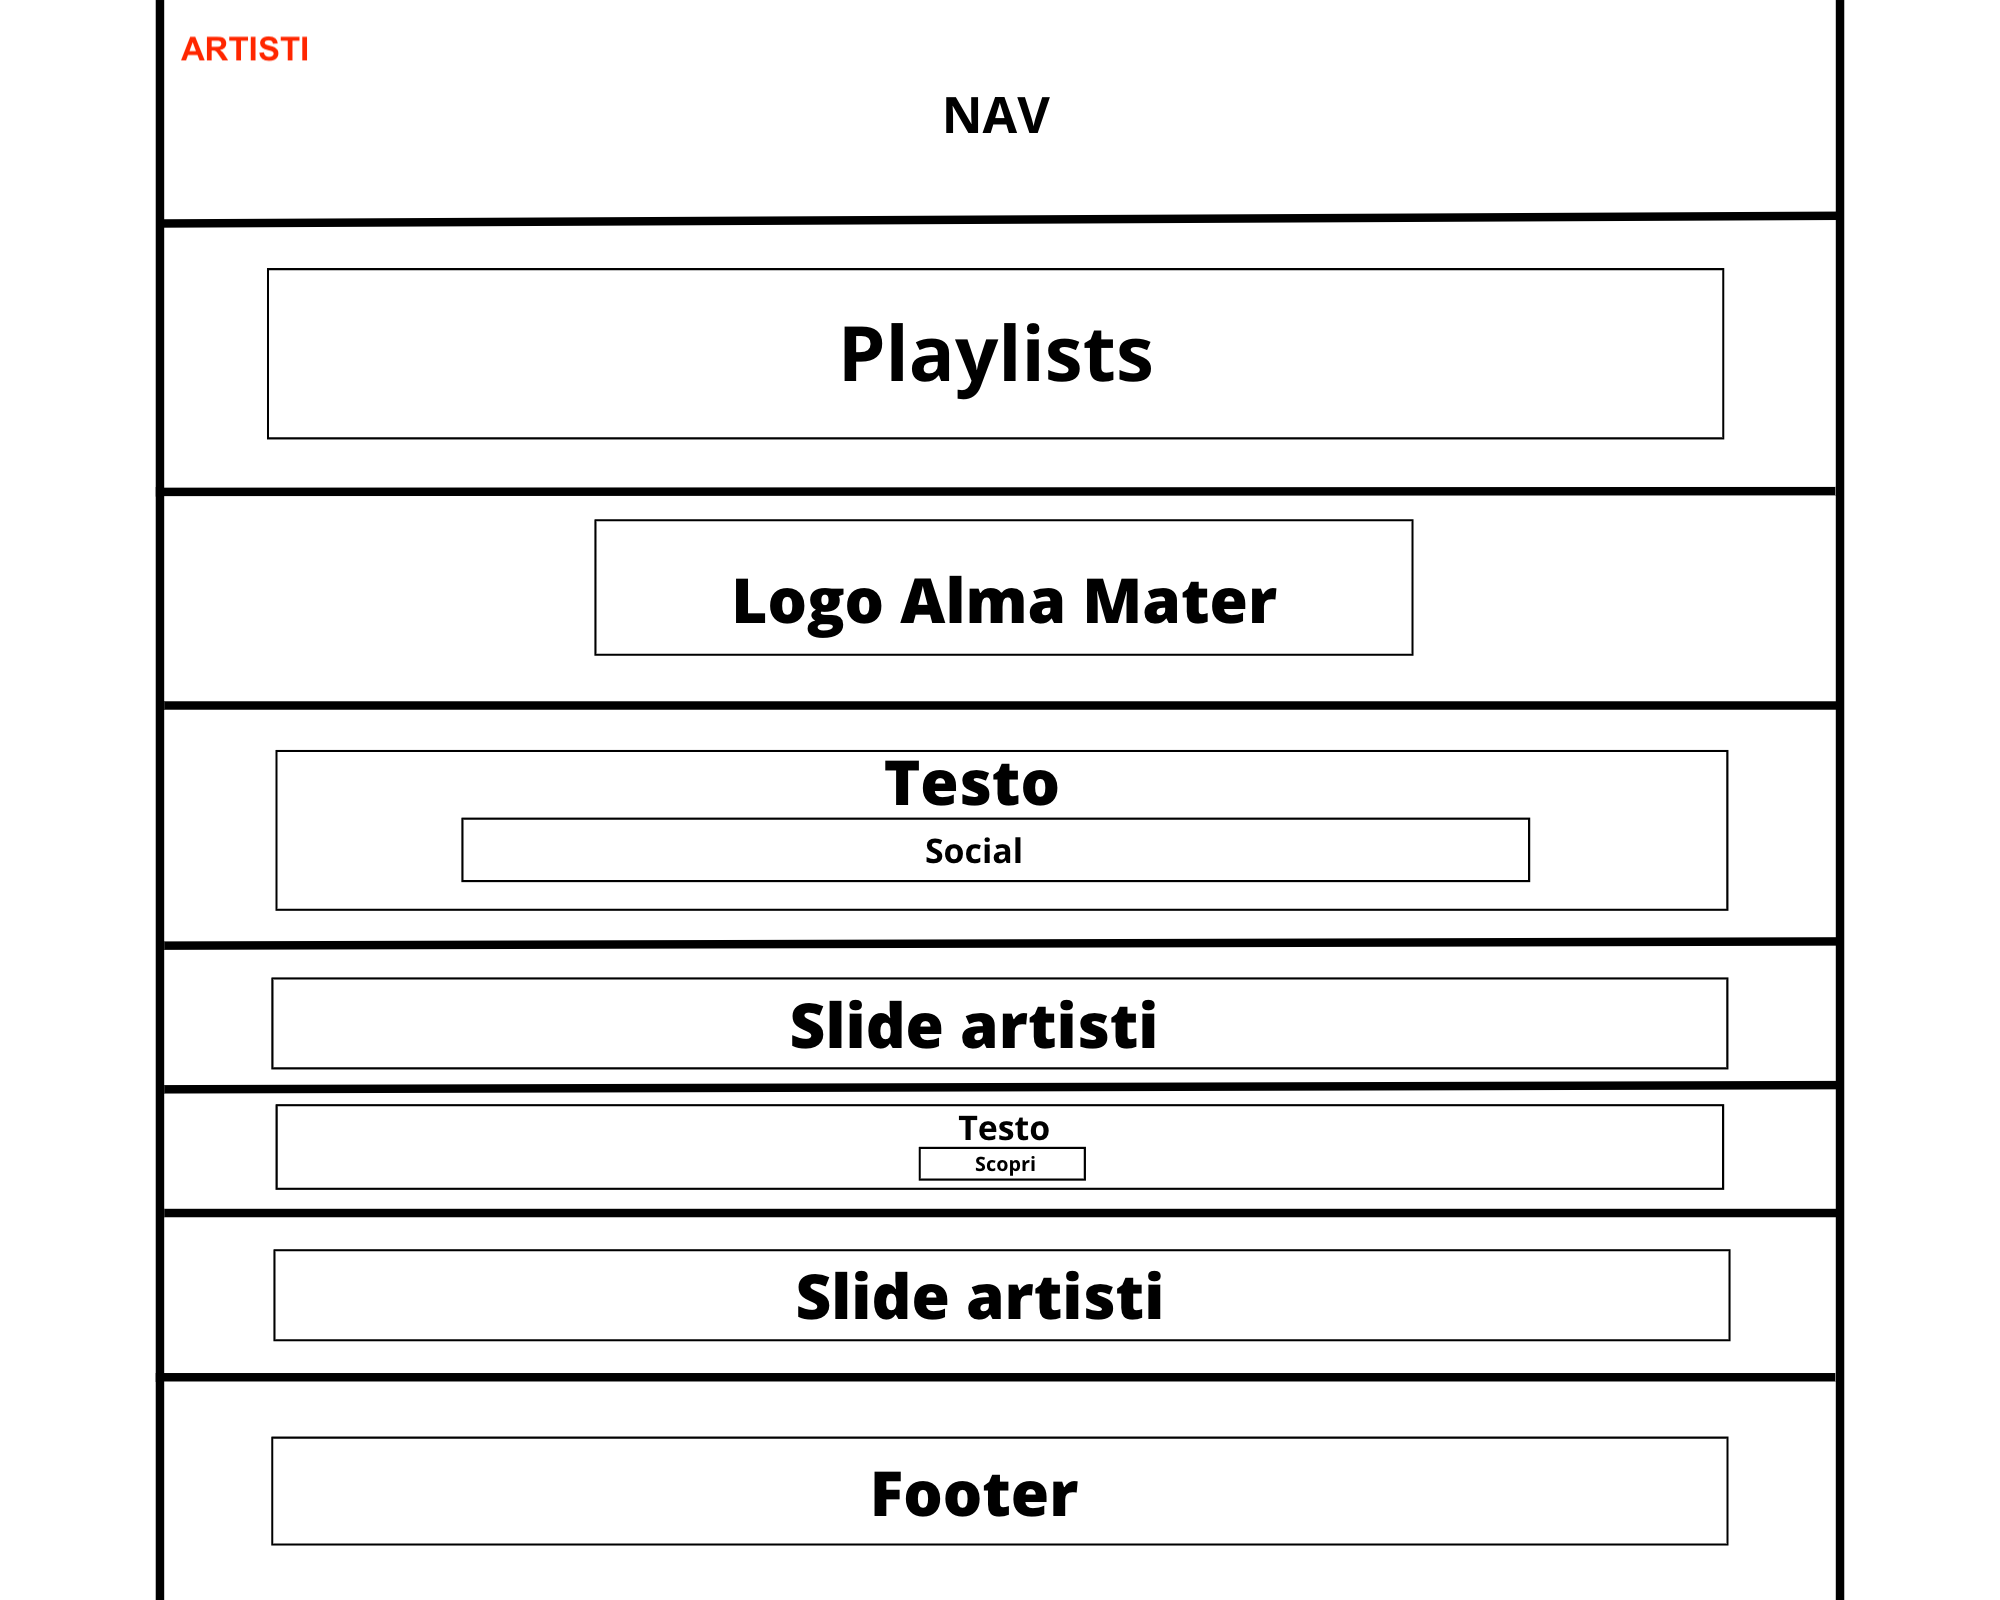 ARTISTI
NAV
Playlists
Logo Alma Mater
Testo
Social
Slide artisti
Testo
Scopri
Slide artisti
Footer